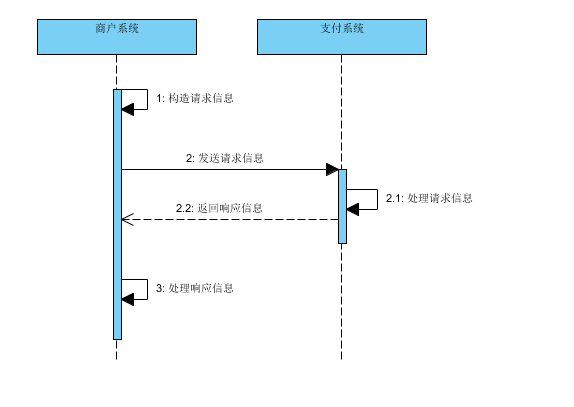 商户系统
支付系统
1: 构造请求信息
2: 发送请求信息
2.1: 处理请求信息
2.2: 返回响应信息
3: 处理响应信息